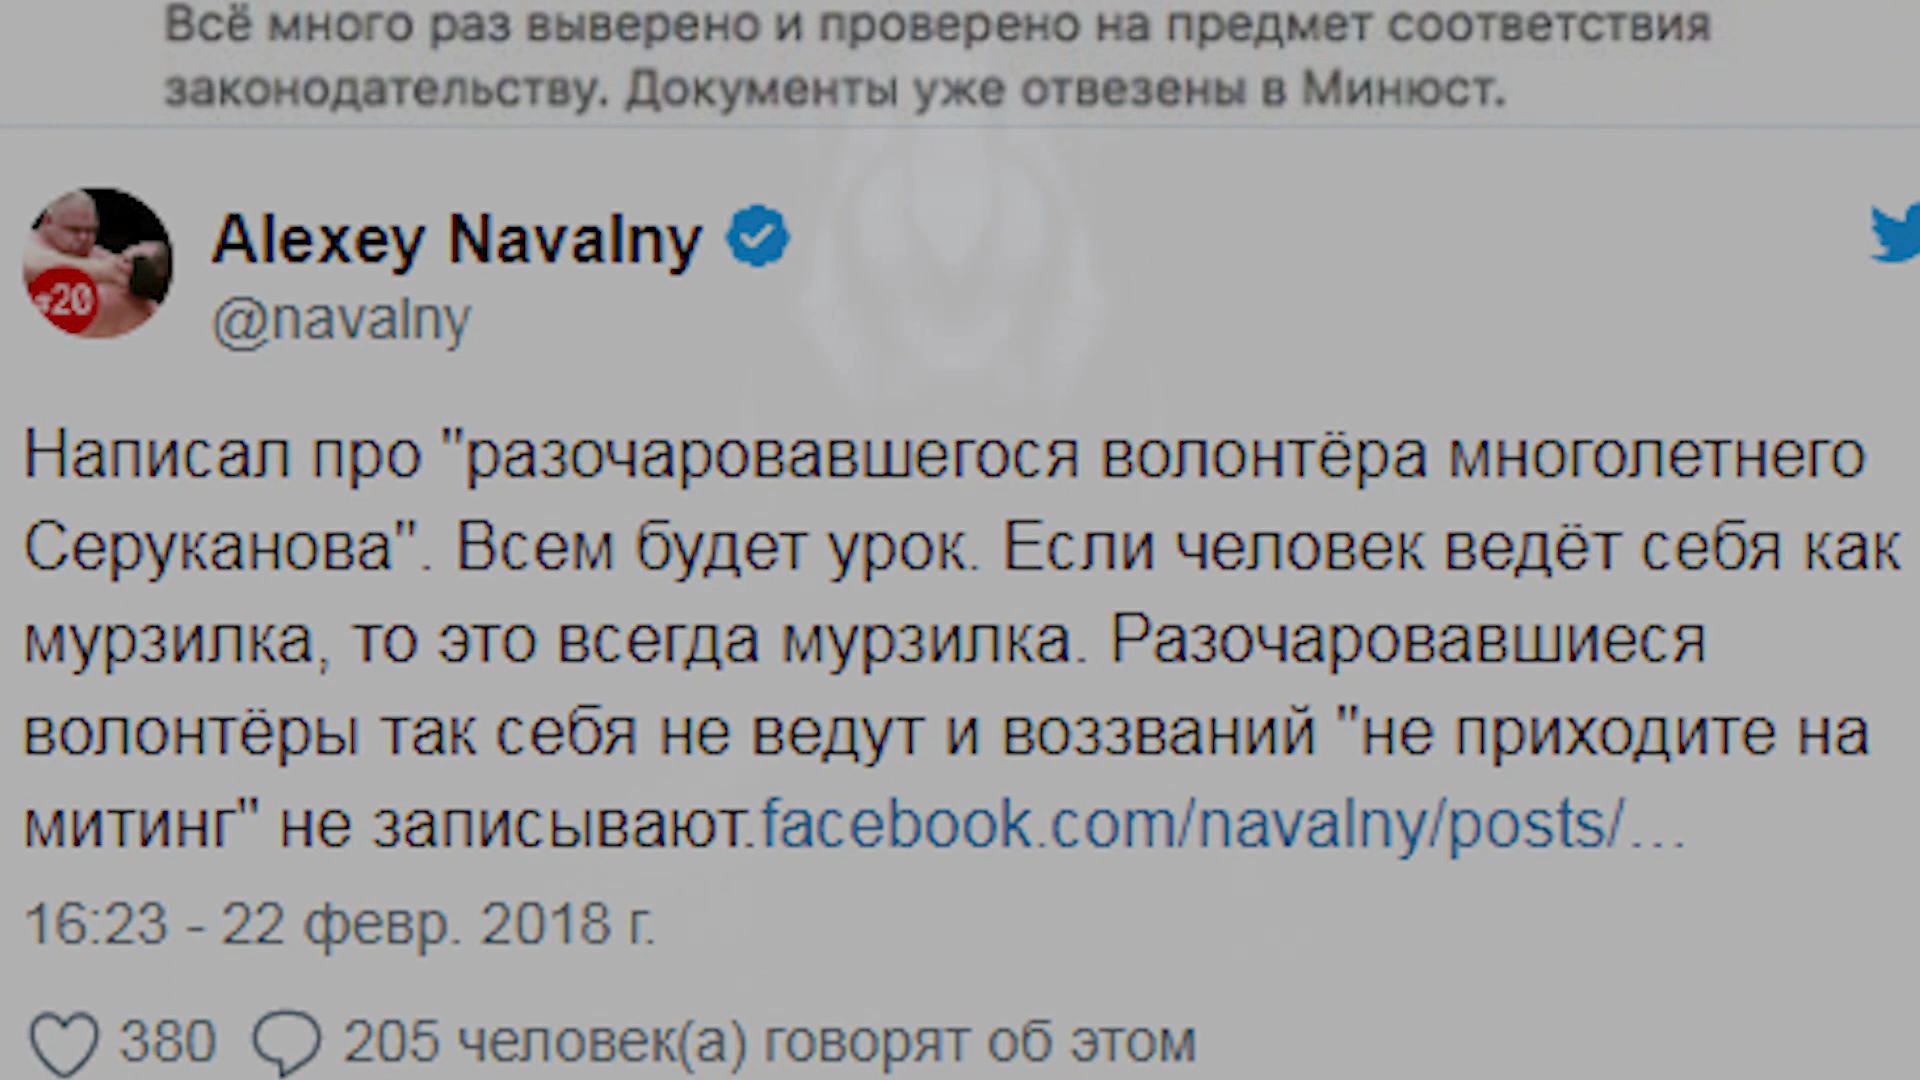 Всё много раз выверено и проверено на предмет соответствия
законодательству. Документы уже отвезены в Минюст.
Alexey Navalny
@navalny
Написал про "разочаровавшегося волонтёра многолетнего
Серуканова". Всем будет урок. Если человек ведёт себя как
мурзилка, то это всегда мурзилка. Разочаровавшиеся
волонтёры так себя не ведут и воззваний "не приходите на
митинг" не записывают.facebook.com/navalny/posts/…
16:23 - 22 февр. 2018 г.
380 205 человек(а) говорят об этом